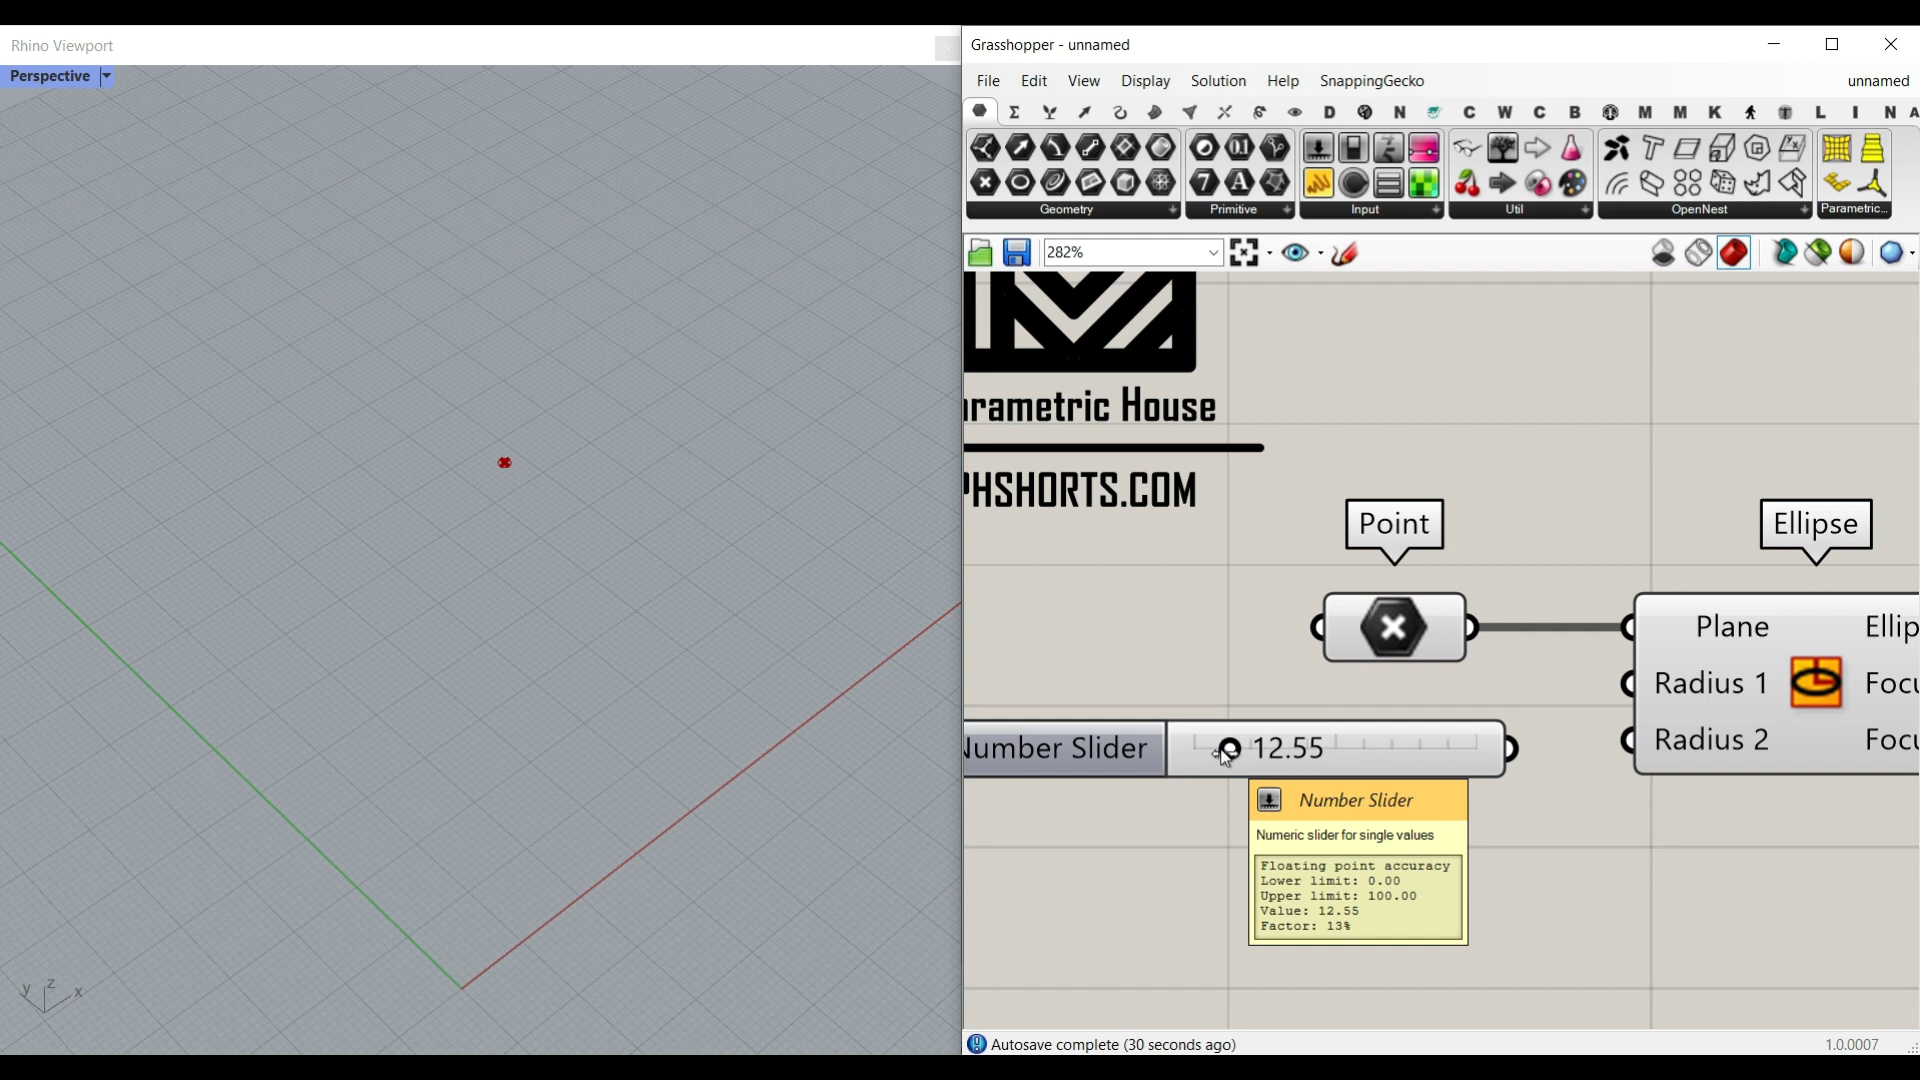 Rhino Viewport
Perspective
y z x
Grasshopper - unnamed
File Edit View Display Solution Help SnappingGecko unnamed
D N C W C B M M K L I N
Geometry Primitive Input Util OpenNest Parametric...
282%
arametric House
PHSHORTS.COM
Point
Ellipse
Plane Ellip
Radius 1 Focu
Radius 2 Focu
Number Slider 12.55
Number Slider
Numeric slider for single values
Floating point accuracy
Lower limit: 0.00
Upper limit: 100.00
Value: 12.55
Factor: 13%
Autosave complete (30 seconds ago)
1.0.0007